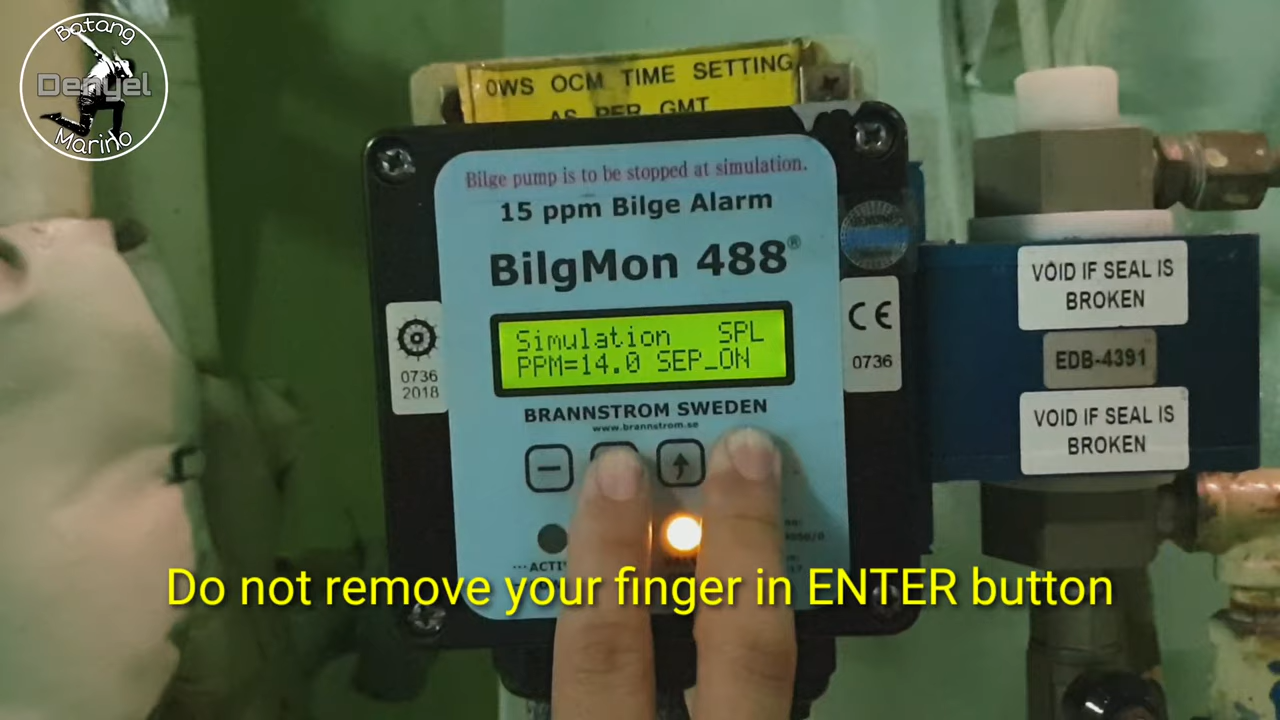 Batang
Denyel
Marino
OWS OCM TIME SETTING
AS PER GMT
Bilge pump is to be stopped at simulation.
15 ppm Bilge Alarm
BilgMon 488®
Simulation SPL
PPM=14.0 SEP_ON
BRANNSTROM SWEDEN
www.brannstrom.se
0736
2018
CE
0736
VOID IF SEAL IS
BROKEN
EDB-4391
VOID IF SEAL IS
BROKEN
Do not remove your finger in ENTER button